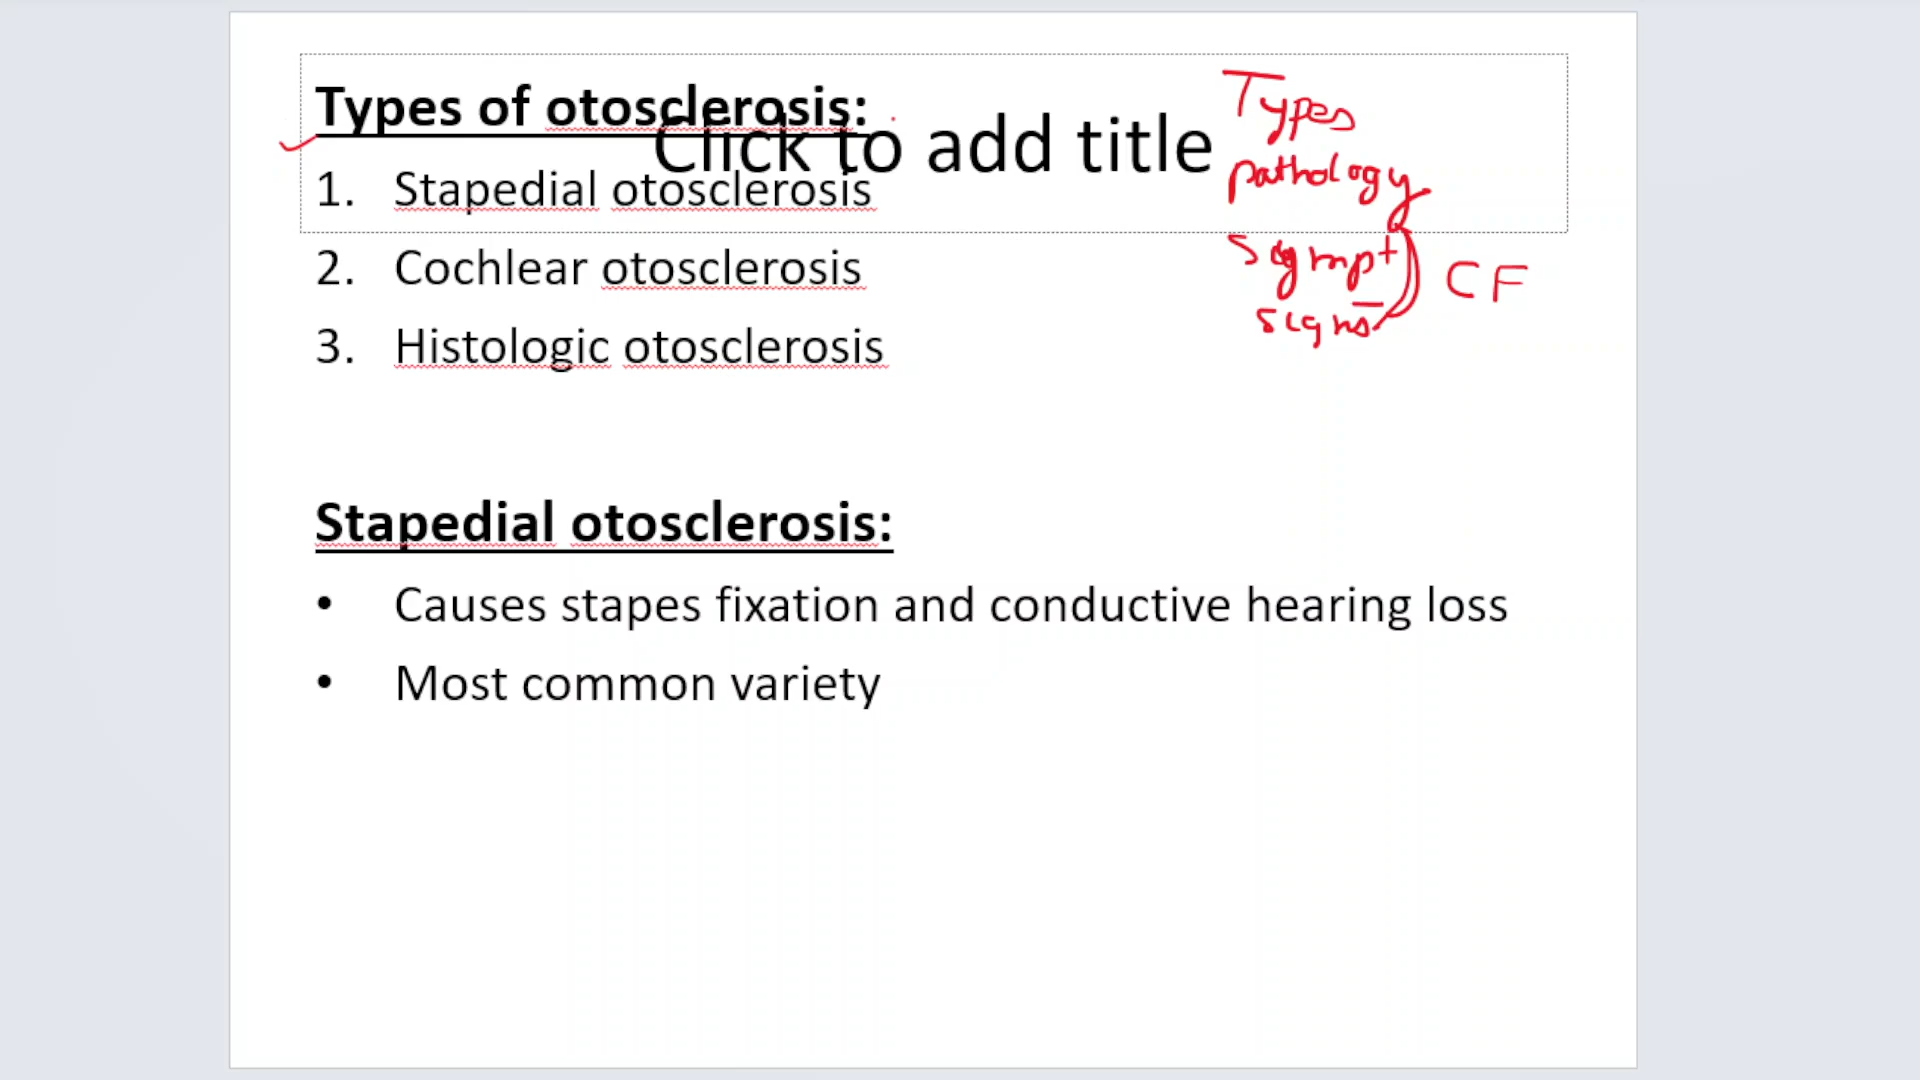 Types of otosclerosis:
Click to add title
1. Stapedial otosclerosis
2. Cochlear otosclerosis
3. Histologic otosclerosis
Types
pathology
Sympt
signs
CF
Stapedial otosclerosis:
• Causes stapes fixation and conductive hearing loss
• Most common variety